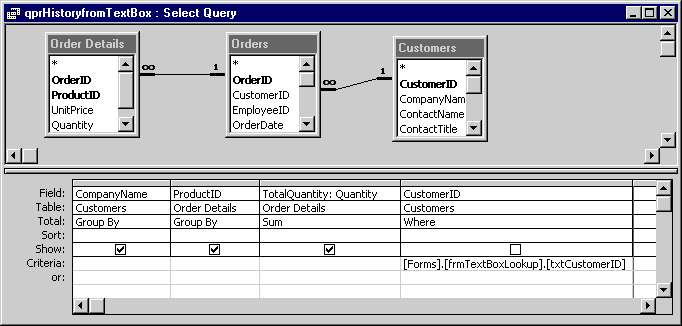 qprHistoryfromTextBox : Select Query
Order Details
*
OrderID
ProductID
UnitPrice
Quantity
∞ 1
Orders
*
OrderID
CustomerID
EmployeeID
OrderDate
∞ 1
Customers
*
CustomerID
CompanyNam
ContactName
ContactTitle
Field: CompanyName ProductID TotalQuantity: Quantity CustomerID
Table: Customers Order Details Order Details Customers
Total: Group By Group By Sum Where
Sort:
Show:
Criteria: [Forms].[frmTextBoxLookup].[txtCustomerID]
or: